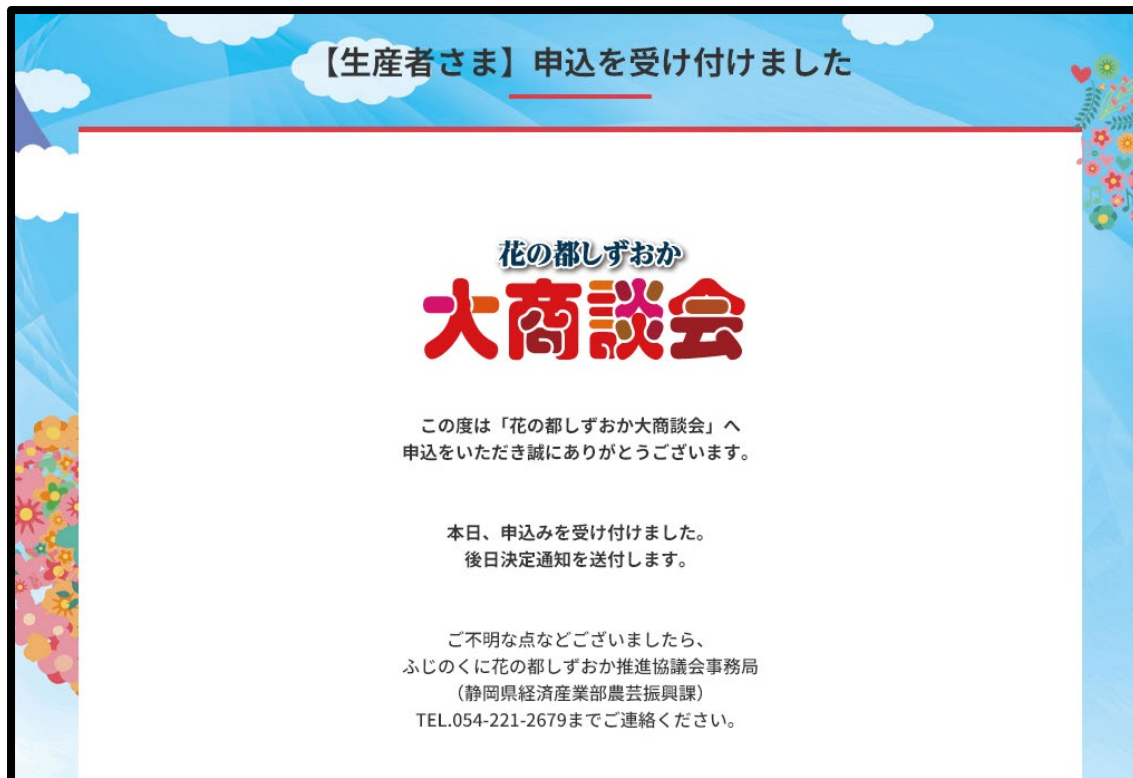 【生産者さま】申込を受け付けました
花の都しずおか
大商談会
この度は「花の都しずおか大商談会」へ
申込をいただき誠にありがとうございます。
本日、申込みを受け付けました。
後日決定通知を送付します。
ご不明な点などございましたら、
ふじのくに花の都しずおか推進協議会事務局
（静岡県経済産業部農芸振興課）
TEL.054-221-2679までご連絡ください。